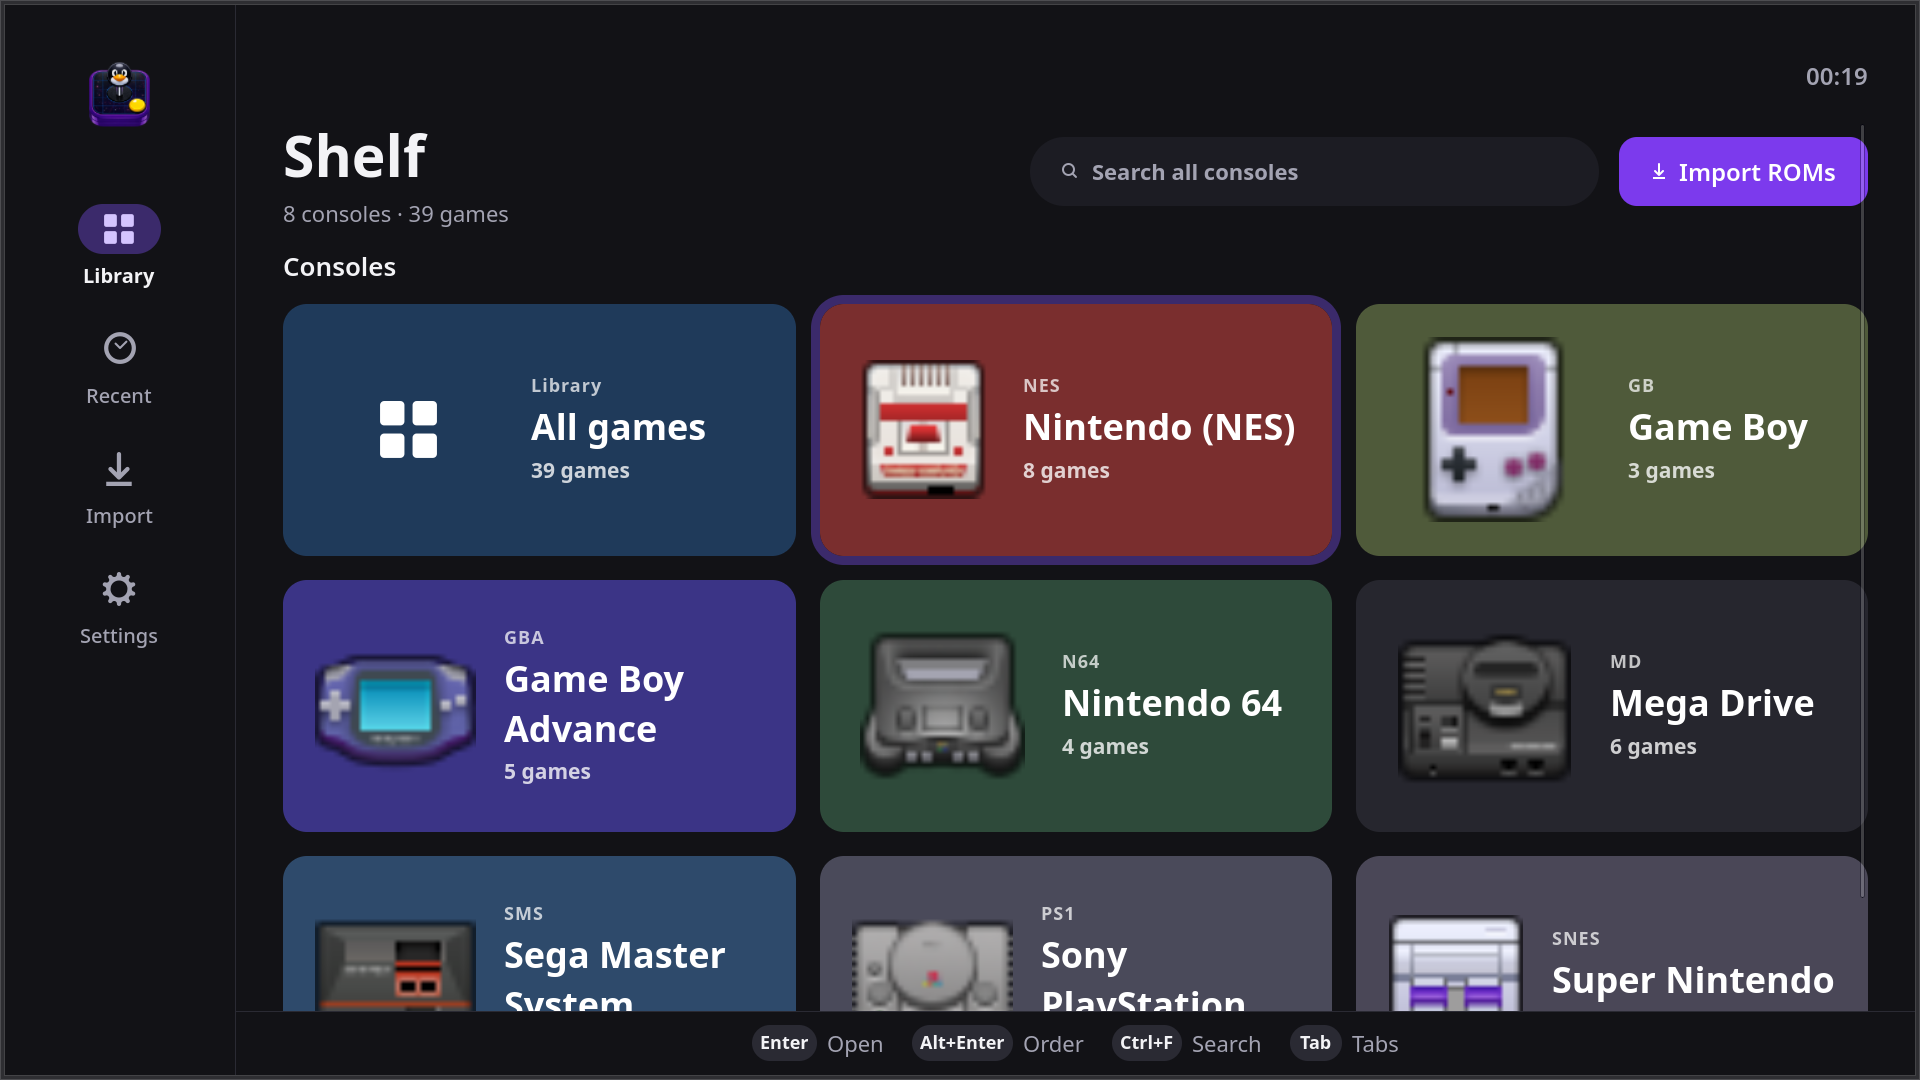 00:19
Shelf
8 consoles · 39 games
Search all consoles
Import ROMs
Library
Recent
Import
Settings
Consoles
Library
All games
39 games
NES
Nintendo (NES)
8 games
GB
Game Boy
3 games
GBA
Game Boy
Advance
5 games
N64
Nintendo 64
4 games
MD
Mega Drive
6 games
SMS
Sega Master
System
PS1
Sony
PlayStation
SNES
Super Nintendo
Enter Open Alt+Enter Order Ctrl+F Search Tab Tabs